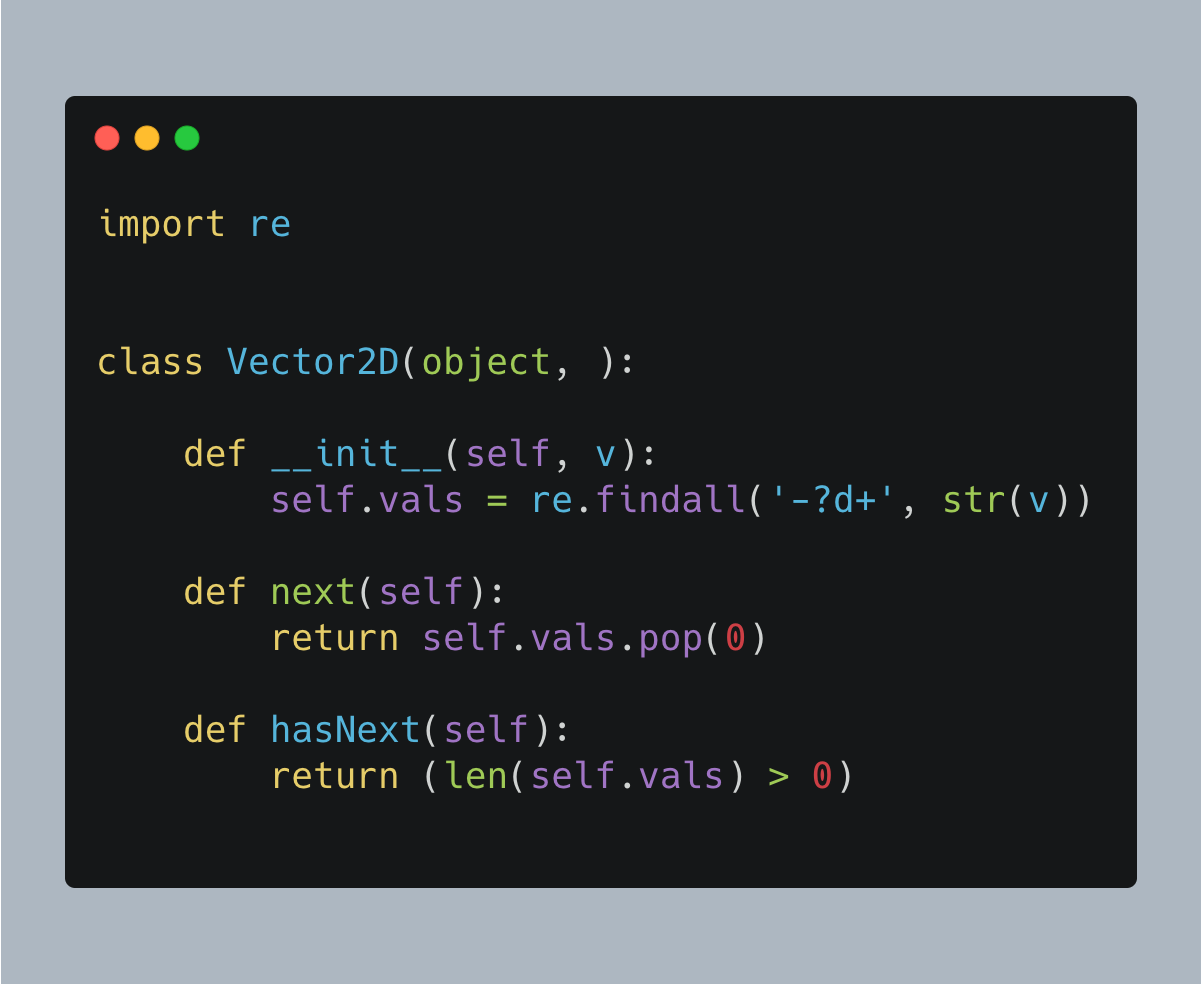 import re
class Vector2D(object, ):
    def __init__(self, v):
        self.vals = re.findall('-?d+', str(v))
    def next(self):
        return self.vals.pop(0)
    def hasNext(self):
        return (len(self.vals) > 0)